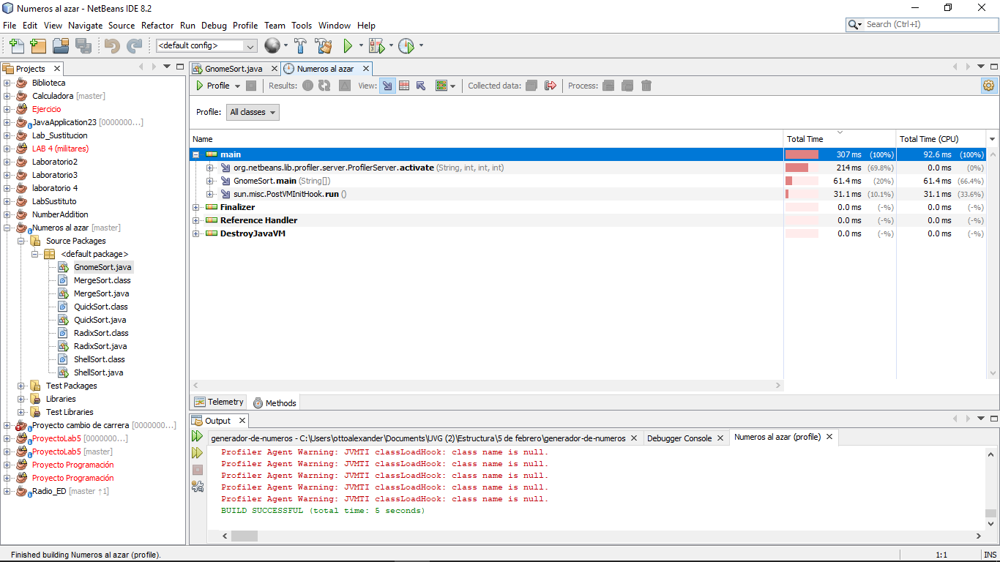 Numeros al azar - NetBeans IDE 8.2
File Edit View Navigate Source Refactor Run Debug Profile Team Tools Window Help
Search (Ctrl+I)
<default config>
Projects
Biblioteca
Calculadora [master]
Ejercicio
JavaApplication23 [0000000...]
Lab_Sustitucion
LAB 4 (militares)
Laboratorio2
Laboratorio3
laboratorio 4
LabSustituto
NumberAddition
Numeros al azar [master]
Source Packages
<default package>
GnomeSort.java
MergeSort.class
MergeSort.java
QuickSort.class
QuickSort.java
RadixSort.class
RadixSort.java
ShellSort.class
ShellSort.java
Test Packages
Libraries
Test Libraries
Proyecto cambio de carrera [0000000...]
ProyectoLab5 [0000000...]
ProyectoLab5 [master]
Proyecto Programación
Proyecto Programación
Radio_ED [master ↑1]
GnomeSort.java Numeros al azar
Profile Results: View: Collected data: Process:
Profile: All classes
Name Total Time Total Time (CPU)
main 307 ms (100%) 92.6 ms (100%)
org.netbeans.lib.profiler.server.ProfilerServer.activate (String, int, int, int) 214 ms (69.8%) 0.0 ms (0%)
GnomeSort.main (String[]) 61.4 ms (20%) 61.4 ms (66.4%)
sun.misc.PostVMInitHook.run () 31.1 ms (10.1%) 31.1 ms (33.6%)
Finalizer 0.0 ms (-%) 0.0 ms (-%)
Reference Handler 0.0 ms (-%) 0.0 ms (-%)
DestroyJavaVM 0.0 ms (-%) 0.0 ms (-%)
Telemetry Methods
Output
generador-de-numeros - C:\Users\ottoalexander\Documents\UVG (2)\Estructura\5 de febrero\generador-de-numeros Debugger Console Numeros al azar (profile)
Profiler Agent Warning: JVMTI classLoadHook: class name is null.
Profiler Agent Warning: JVMTI classLoadHook: class name is null.
Profiler Agent Warning: JVMTI classLoadHook: class name is null.
Profiler Agent Warning: JVMTI classLoadHook: class name is null.
Profiler Agent Warning: JVMTI classLoadHook: class name is null.
BUILD SUCCESSFUL (total time: 5 seconds)
Finished building Numeros al azar (profile). 1:1 INS